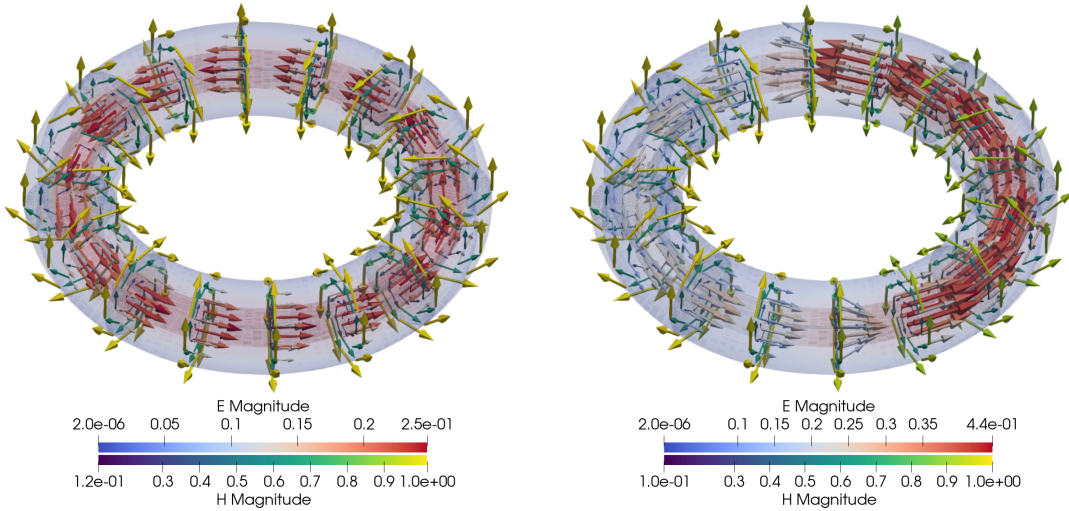 E Magnitude
2.0e-06 0.05 0.1 0.15 0.2 2.5e-01
1.2e-01 0.3 0.4 0.5 0.6 0.7 0.8 0.9 1.0e+00
H Magnitude
E Magnitude
2.0e-06 0.1 0.15 0.2 0.25 0.3 0.35 4.4e-01
1.0e-01 0.3 0.4 0.5 0.6 0.7 0.8 0.9 1.0e+00
H Magnitude